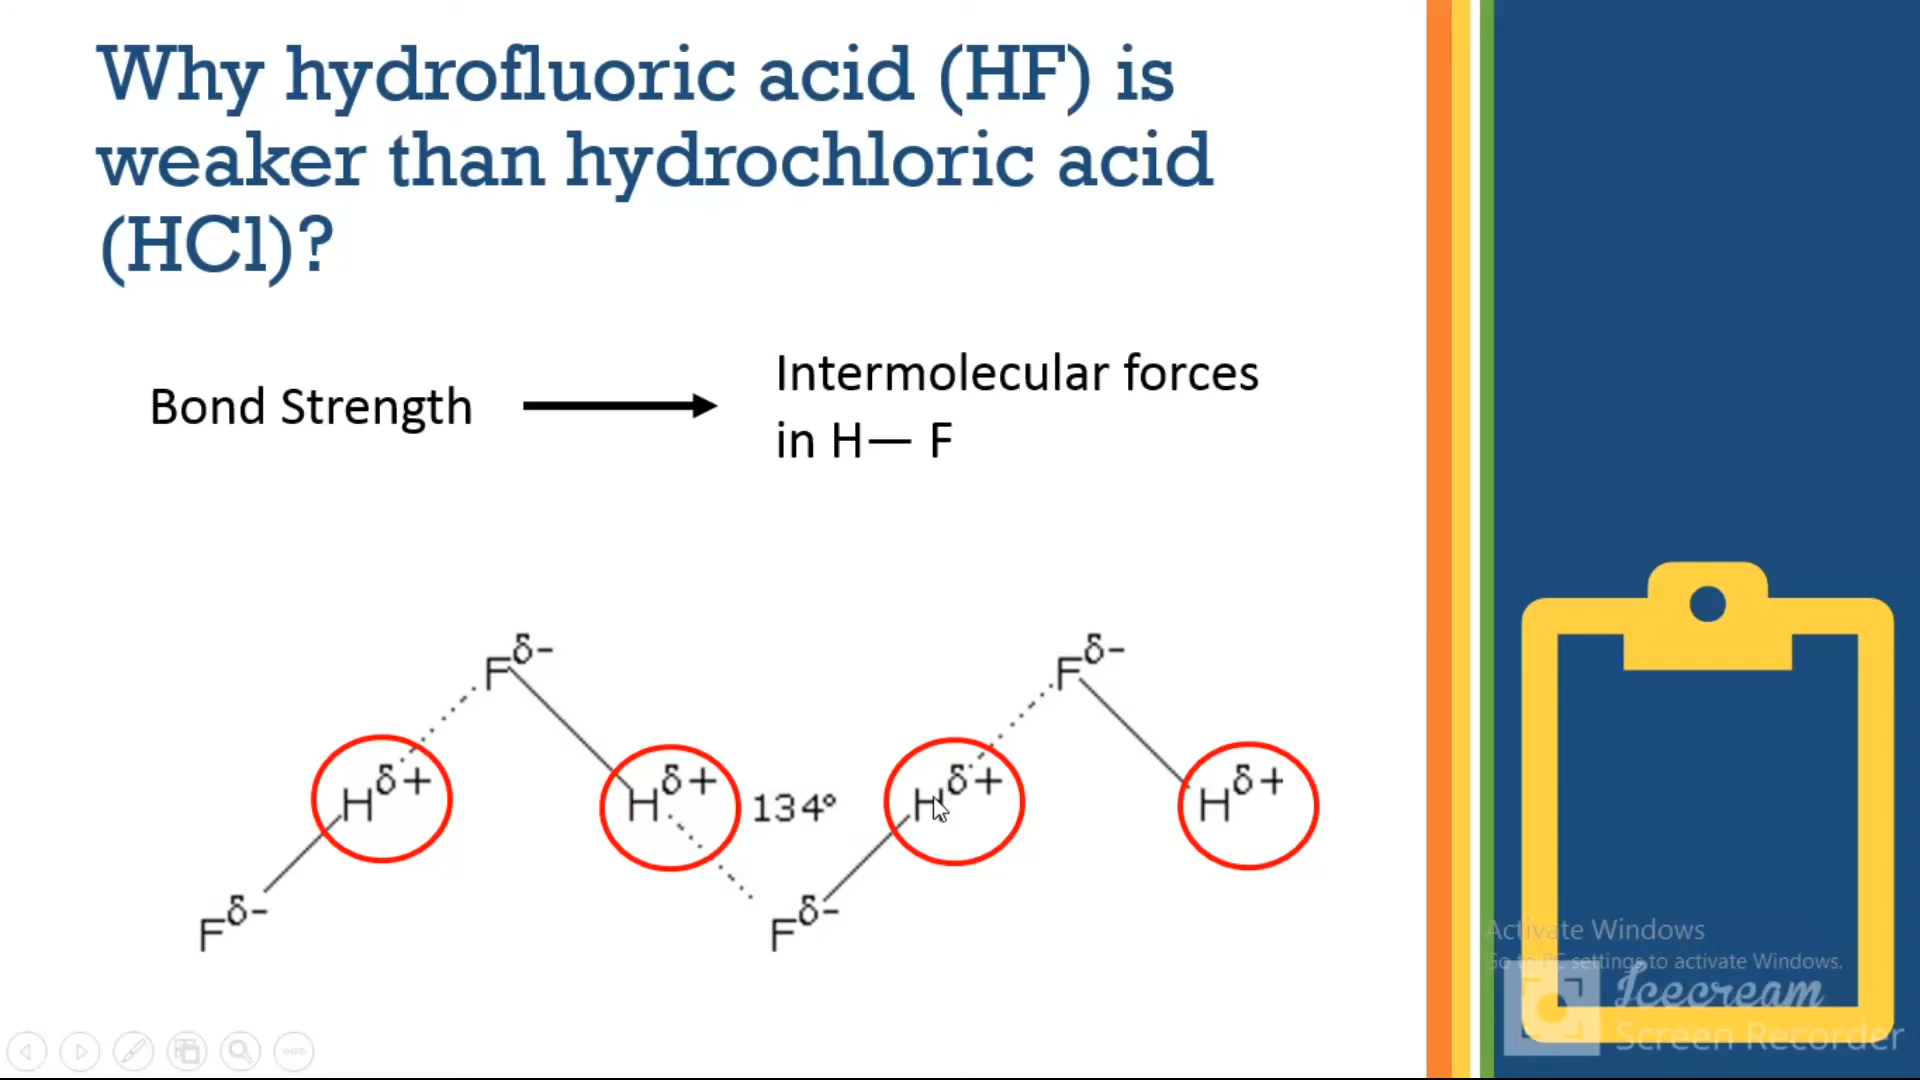 Why hydrofluoric acid (HF) is
weaker than hydrochloric acid
(HCl)?
Bond Strength
Intermolecular forces
in H— F
F δ-
F δ-
H δ+
H δ+
134°
H δ+
H δ+
F δ-
F δ-
Activate Windows
Go to PC settings to activate Windows.
Icecream
Screen Recorder